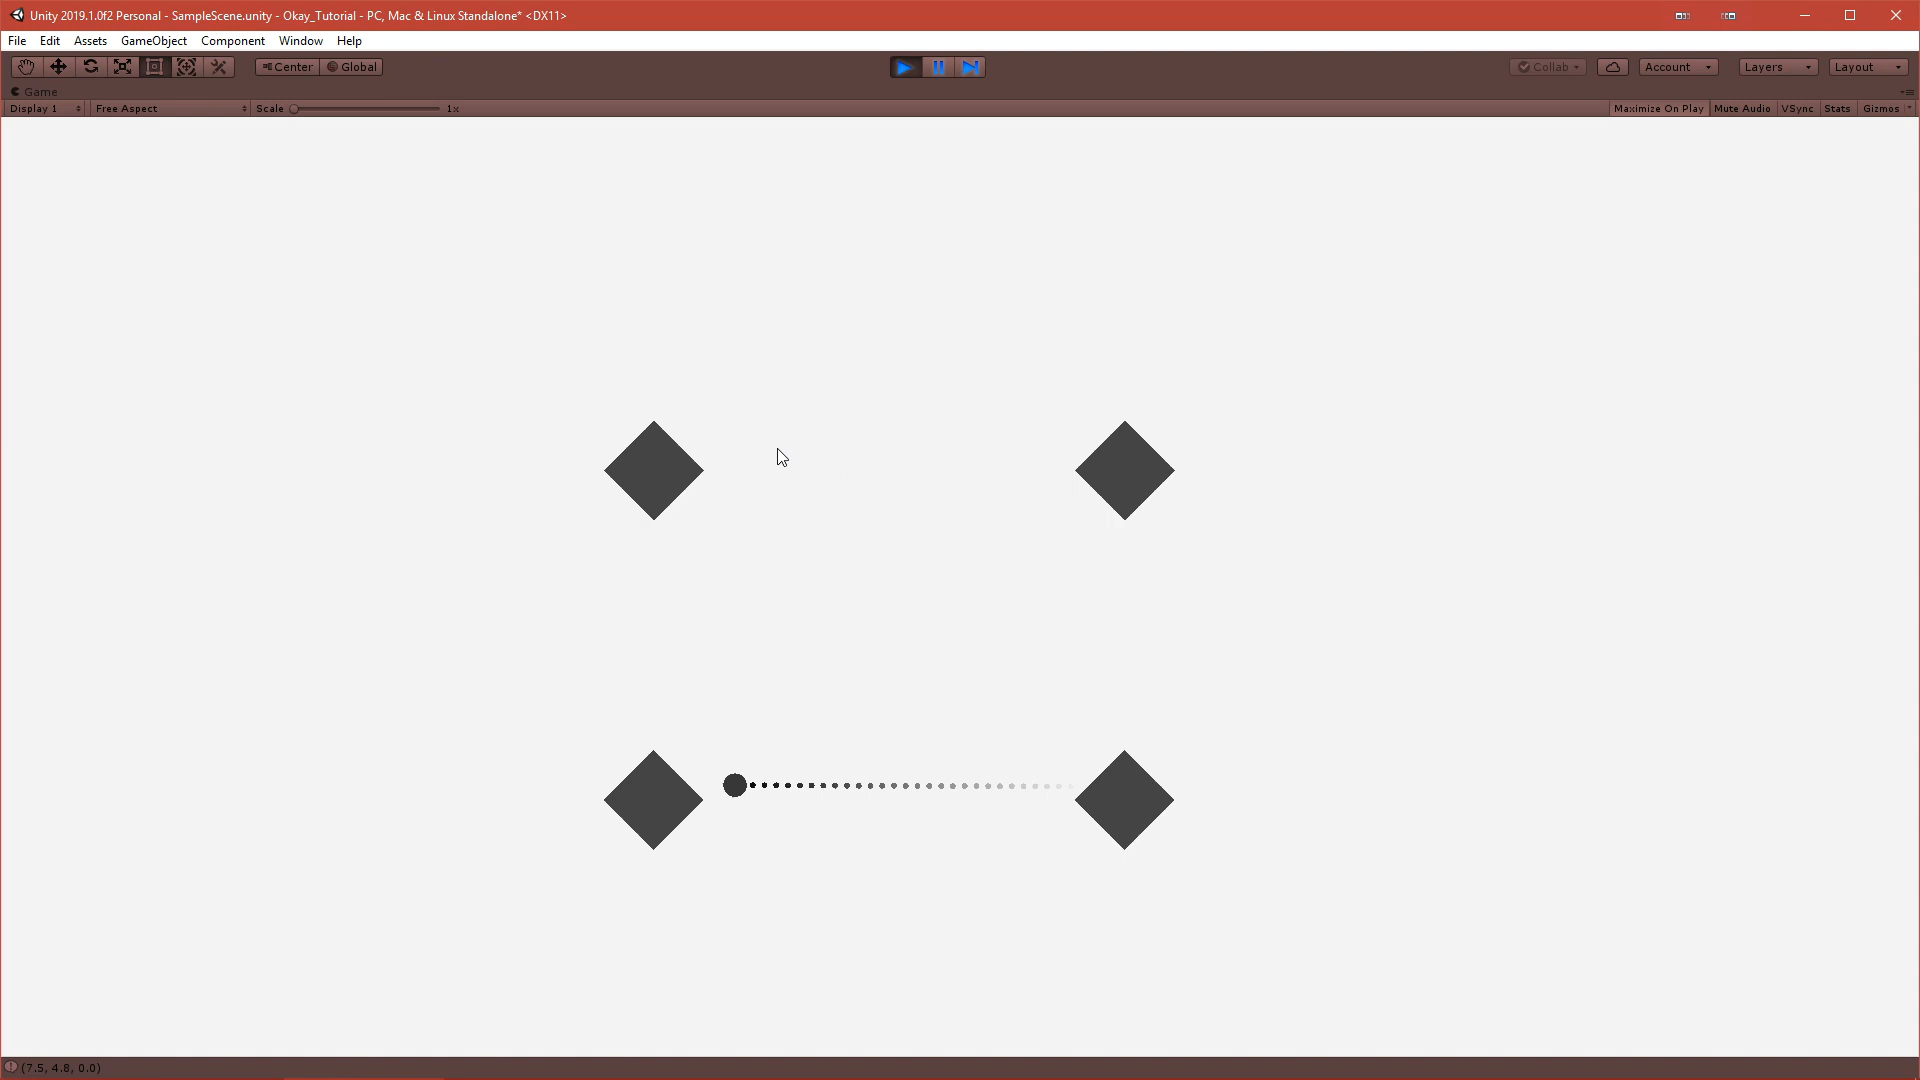 Unity 2019.1.0f2 Personal - SampleScene.unity - Okay_Tutorial - PC, Mac & Linux Standalone* <DX11>
File Edit Assets GameObject Component Window Help
Center Global Collab Account Layers Layout
Game
Display 1 Free Aspect Scale 1x Maximize On Play Mute Audio VSync Stats Gizmos
(7.5, 4.8, 0.0)